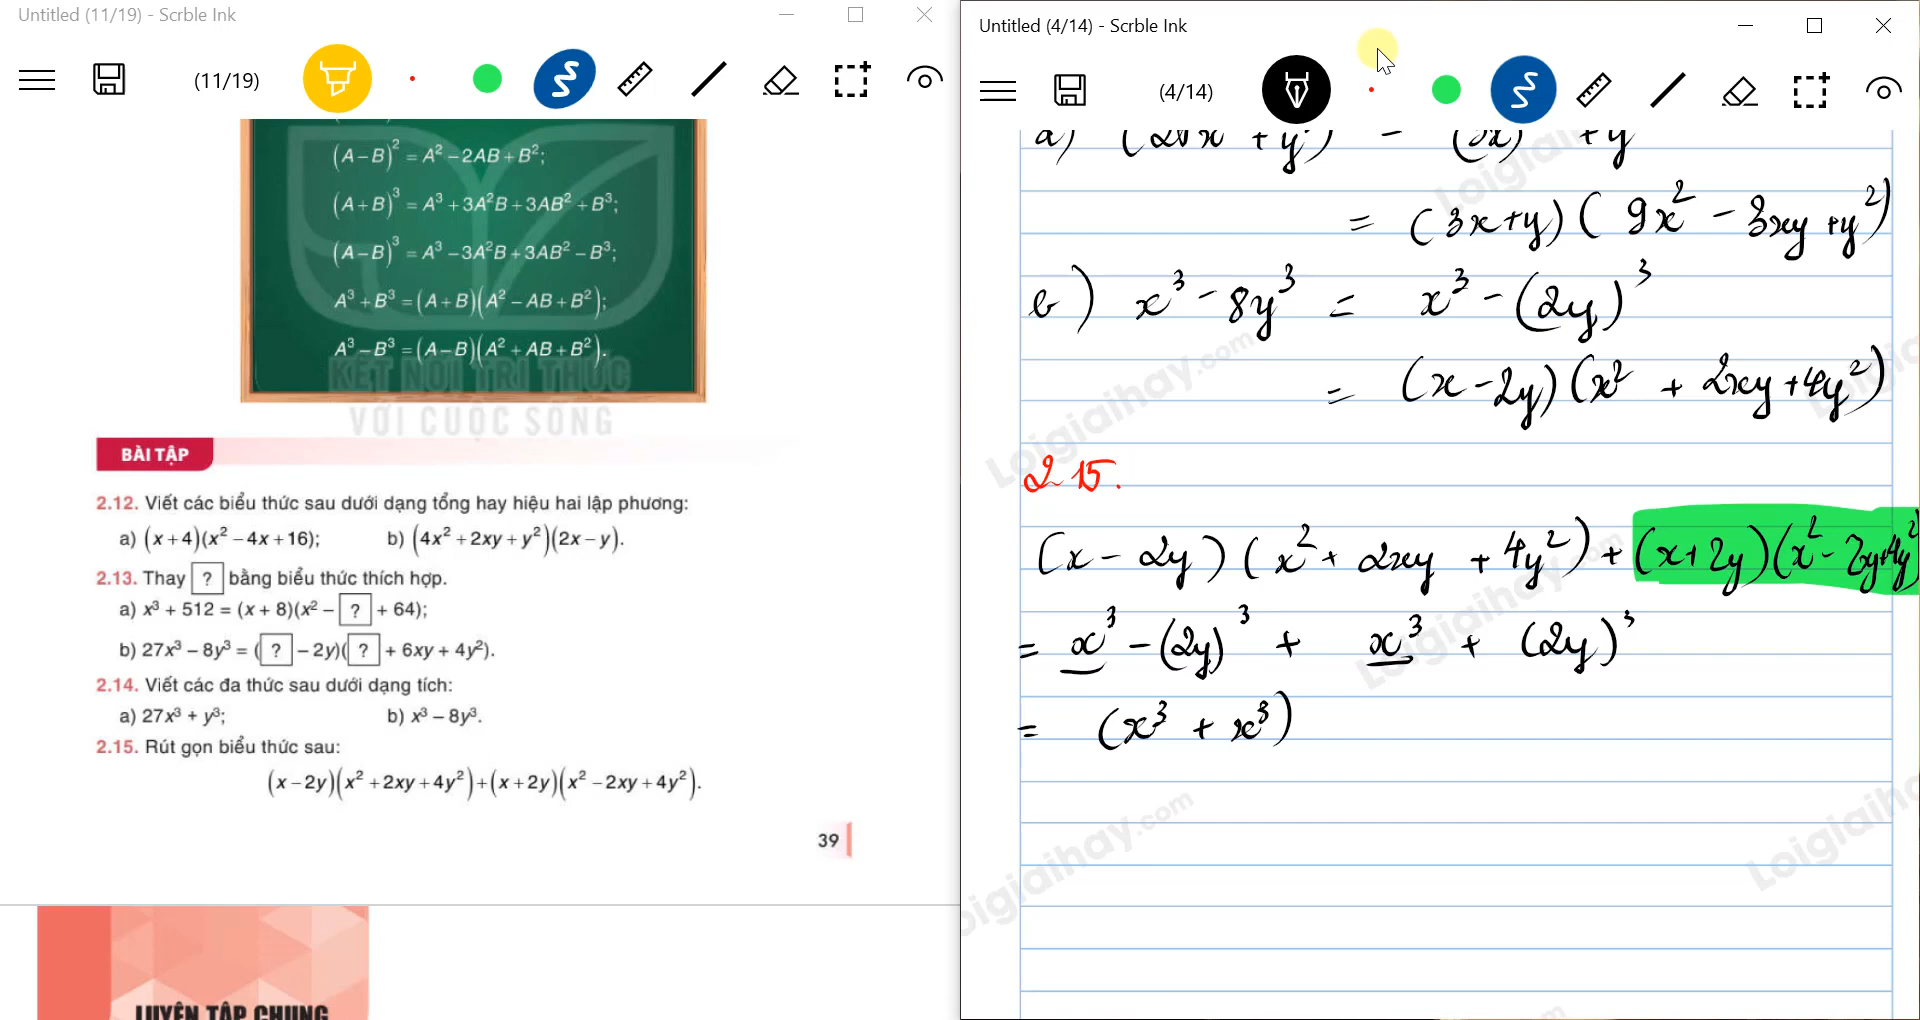 Untitled (11/19) - Scrble Ink
(11/19)
(A−B)² = A² −2AB+B²;
(A+B)³ = A³ +3A²B+3AB² +B³;
(A−B)³ = A³ −3A²B+3AB² −B³;
A³ +B³ =(A+B)(A² −AB+B²);
A³ −B³ =(A−B)(A² +AB+B²).
KẾT NỐI TRI THỨC
VỚI CUỘC SỐNG
BÀI TẬP
2.12. Viết các biểu thức sau dưới dạng tổng hay hiệu hai lập phương:
a) (x+4)(x² −4x+16); b) (4x² +2xy+y²)(2x−y).
2.13. Thay ? bằng biểu thức thích hợp.
a) x³ + 512 = (x + 8)(x² − ? + 64);
b) 27x³ − 8y³ = (? − 2y)(? + 6xy + 4y²).
2.14. Viết các đa thức sau dưới dạng tích:
a) 27x³ + y³; b) x³ − 8y³.
2.15. Rút gọn biểu thức sau:
(x−2y)(x² +2xy+4y²)+(x+2y)(x² −2xy+4y²).
39
LUYỆN TẬP CHUNG
Untitled (4/14) - Scrble Ink
(4/14)
= (3x+y)(9x² − 3xy +y²)
b) x³ − 8y³ = x³ − (2y)³
= (x − 2y)(x² + 2xy + 4y²)
2.15.
(x − 2y)(x² + 2xy + 4y²) + (x+2y)(x² − 2xy+4y²)
= x³ − (2y)³ + x³ + (2y)³
= (x³ + x³)
Loigiaihay.com